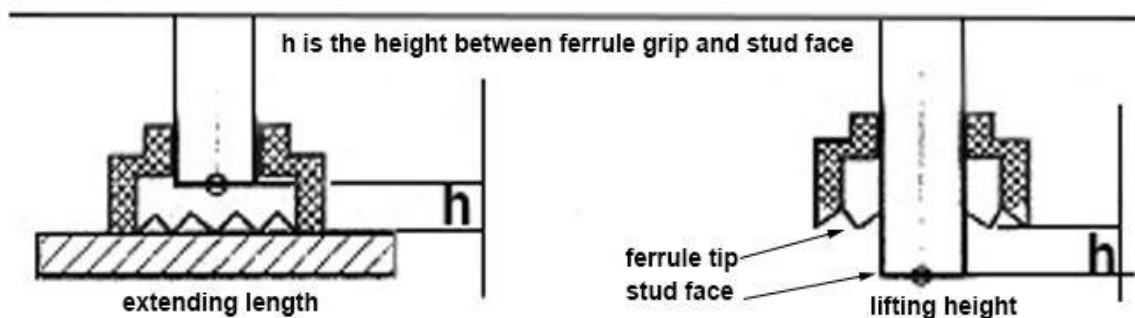 h is the height between ferrule grip and stud face
h
ferrule tip
stud face
h
extending length
lifting height